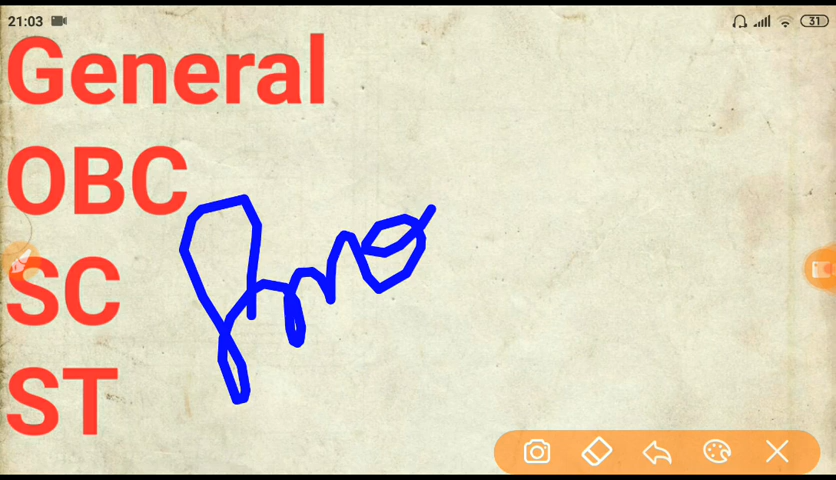 21:03
31
General
OBC
SC
ST